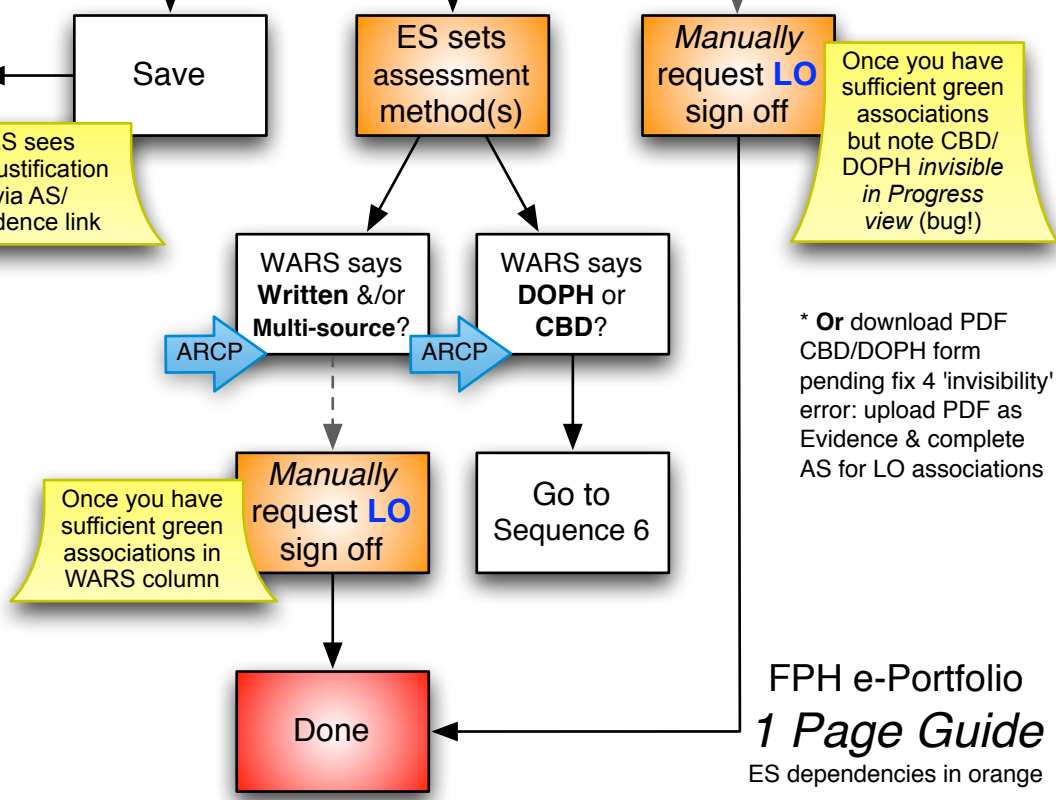 Save
ES sets
assessment
method(s)
Manually
request LO
sign off
Once you have
sufficient green
associations
but note CBD/
DOPH invisible
in Progress
view (bug!)
sees
via AS/
link
WARS says
Written &/or
Multi-source?
ARCP
WARS says
DOPH or
CBD?
ARCP
* Or download PDF
CBD/DOPH form
pending fix 4 'invisibility'
error: upload PDF as
Evidence & complete
AS for LO associations
Once you have
sufficient green
associations in
WARS column
Manually
request LO
sign off
Go to
Sequence 6
Done
FPH e-Portfolio
1 Page Guide
ES dependencies in orange